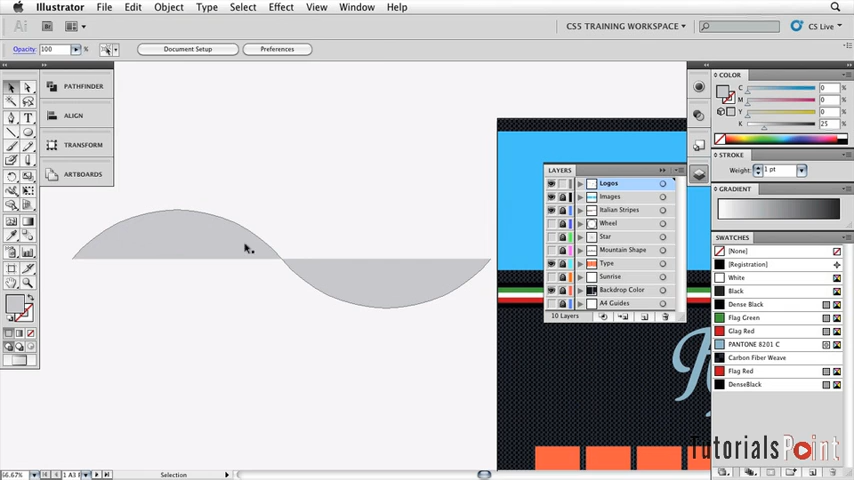 Illustrator File Edit Object Type Select Effect View Window Help
CS5 TRAINING WORKSPACE
CS Live
Opacity: 100 %
Document Setup
Preferences
PATHFINDER
ALIGN
TRANSFORM
ARTBOARDS
LAYERS
Logos
Images
Italian Stripes
Wheel
Star
Mountain Shape
Type
Sunrise
Backdrop Color
A4 Guides
10 Layers
COLOR
C 0 %
M 0 %
Y 0 %
K 25 %
STROKE
Weight: 1 pt
GRADIENT
SWATCHES
[None]
[Registration]
White
Black
Dense Black
Flag Green
Glag Red
PANTONE 8201 C
Carbon Fiber Weave
Flag Red
DenseBlack
TutorialsPoint
66.67%
Selection